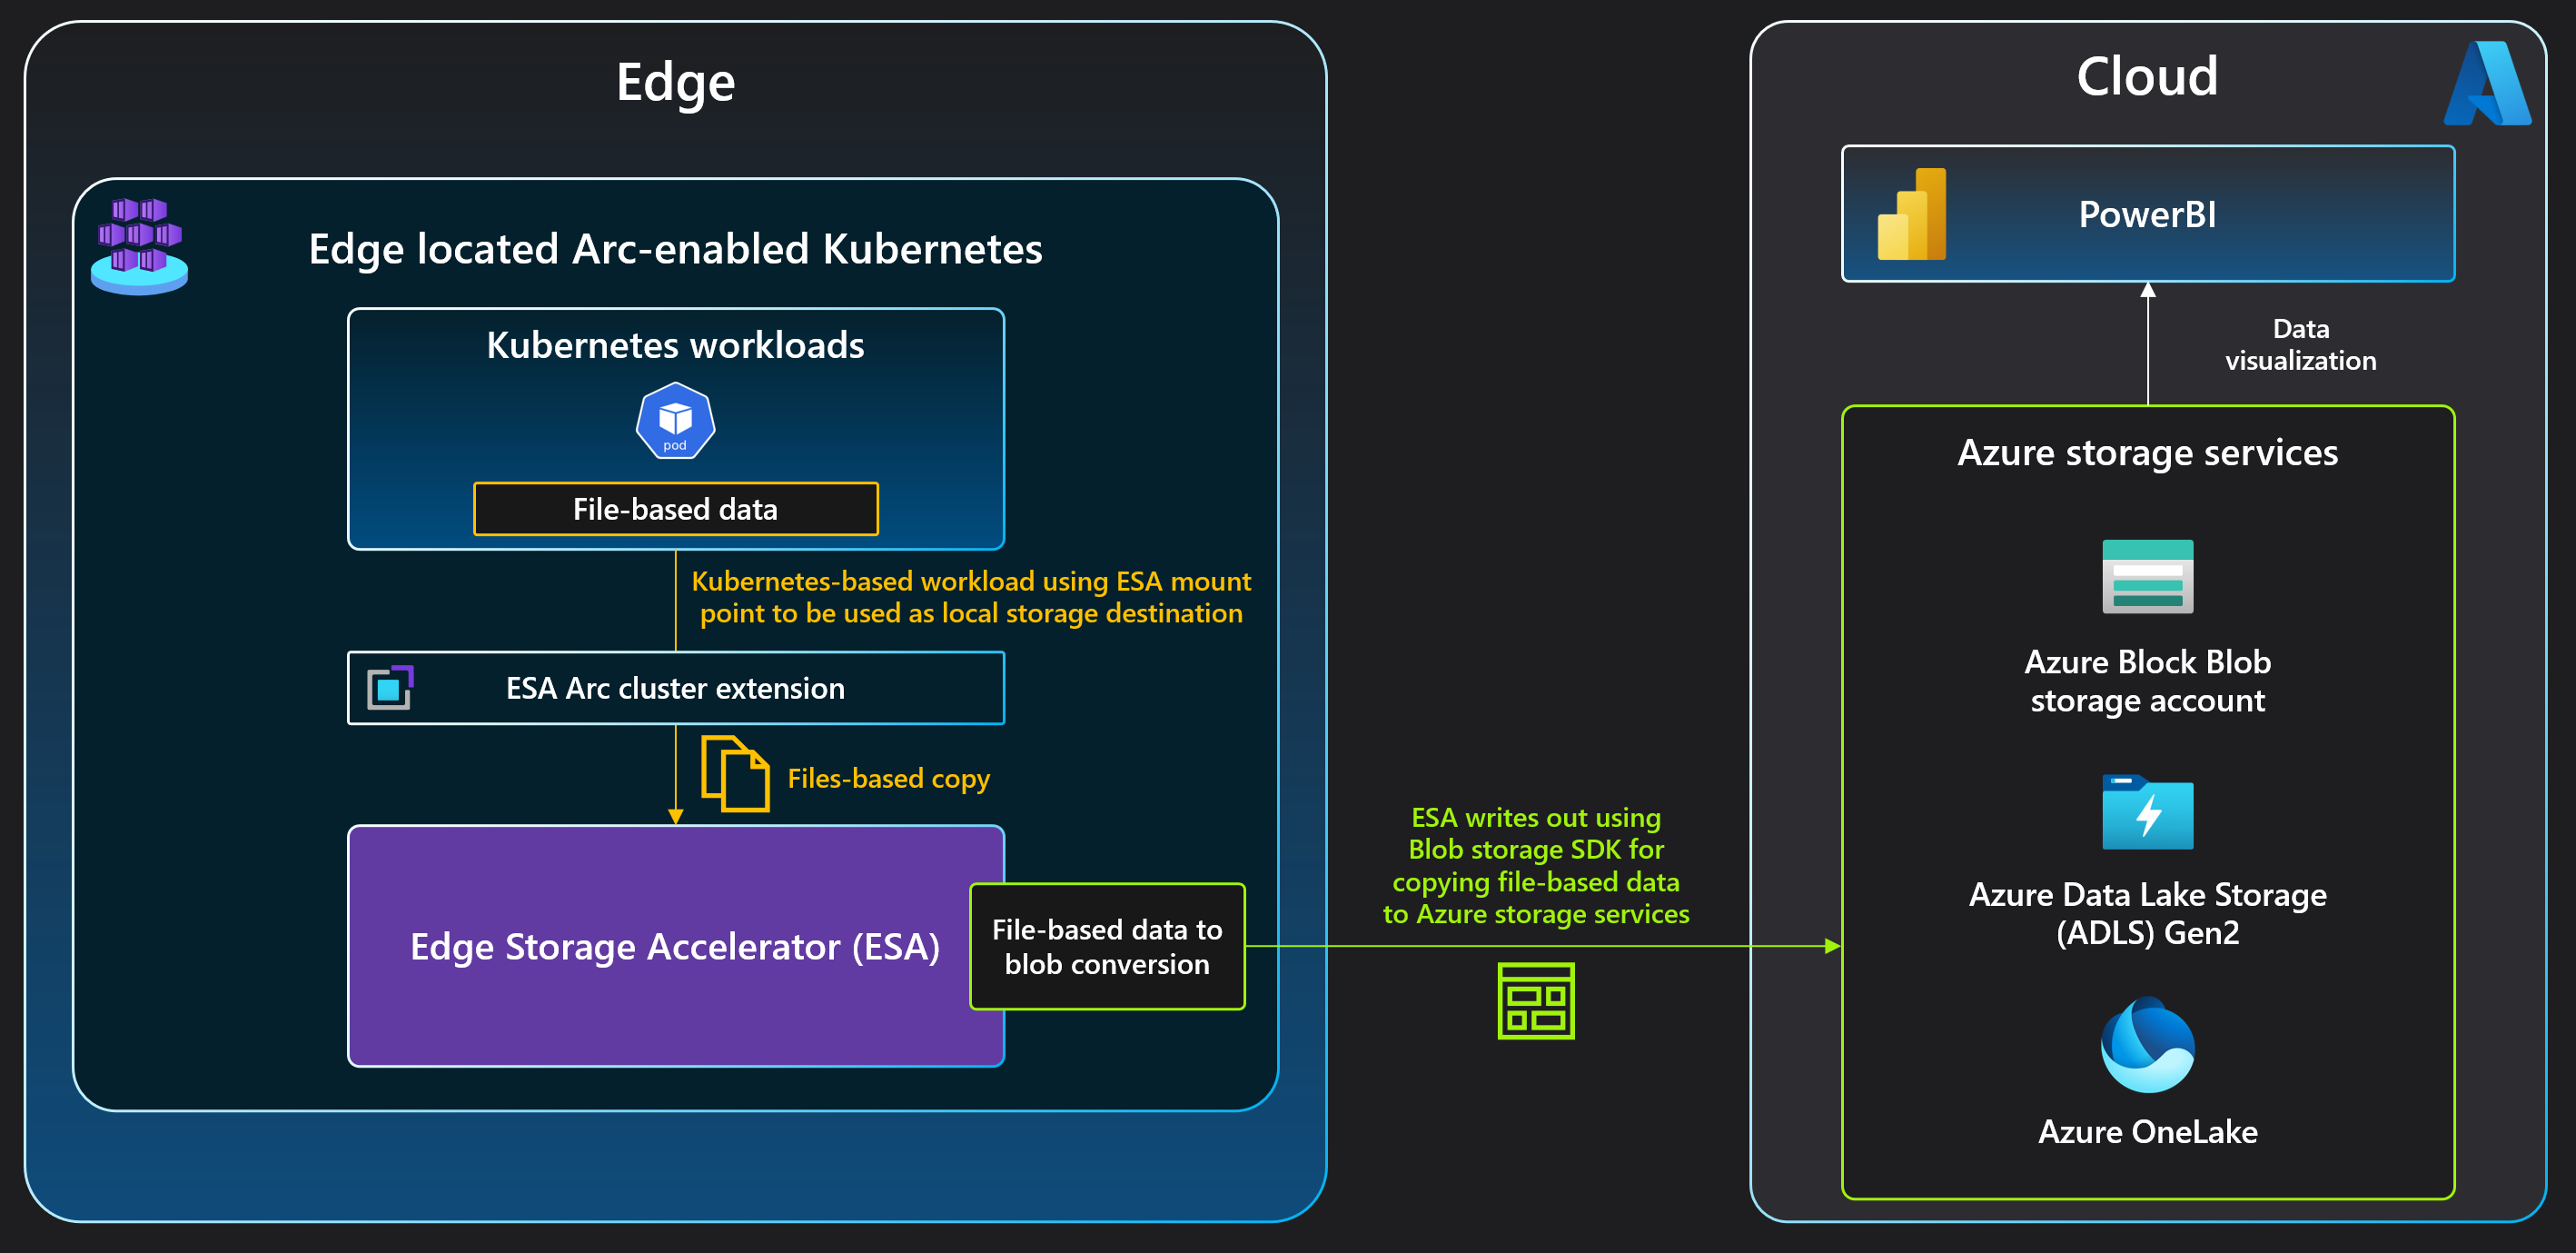 Edge
Edge located Arc-enabled Kubernetes
Kubernetes workloads
pod
File-based data
Kubernetes-based workload using ESA mount
point to be used as local storage destination
ESA Arc cluster extension
Files-based copy
Edge Storage Accelerator (ESA)
File-based data to
blob conversion
ESA writes out using
Blob storage SDK for
copying file-based data
to Azure storage services
Cloud
PowerBI
Data
visualization
Azure storage services
Azure Block Blob
storage account
Azure Data Lake Storage
(ADLS) Gen2
Azure OneLake